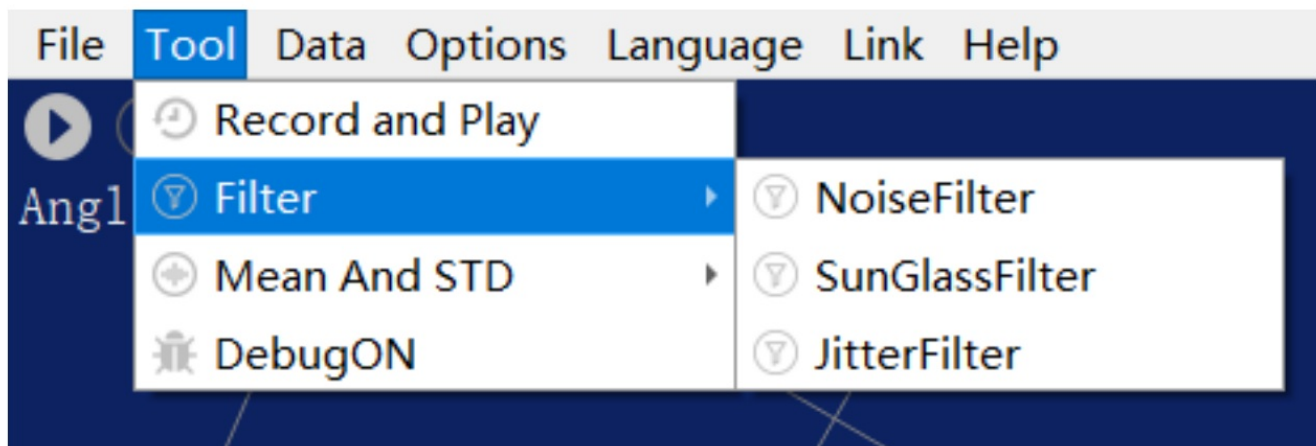 File Tool Data Options Language Link Help
Record and Play
Angl
Filter
NoiseFilter
Mean And STD
SunGlassFilter
DebugON
JitterFilter